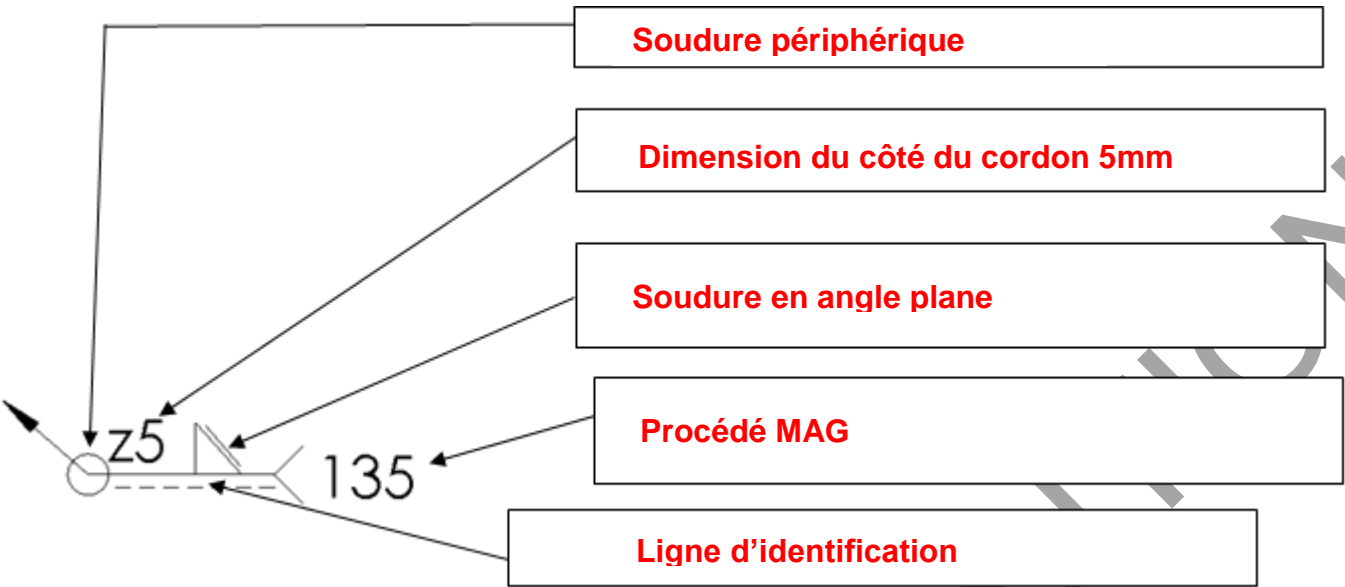 Soudure périphérique
Dimension du côté du cordon 5mm
Soudure en angle plane
z5
135
Procédé MAG
Ligne d'identification